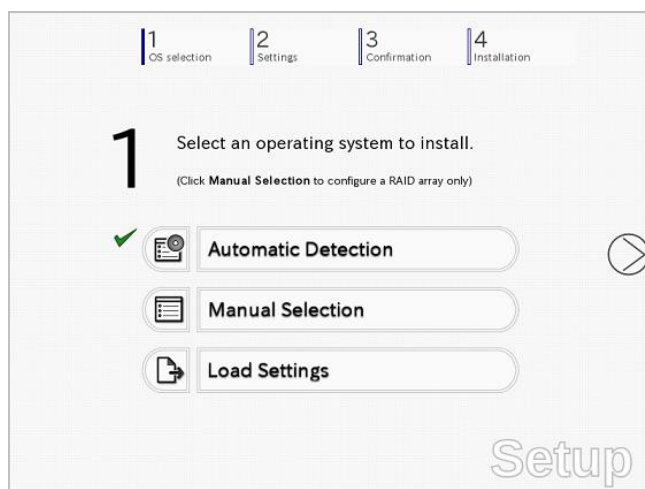 1
OS selection
2
Settings
3
Confirmation
4
Installation
1
Select an operating system to install.
(Click Manual Selection to configure a RAID array only)
Automatic Detection
Manual Selection
Load Settings
Setup